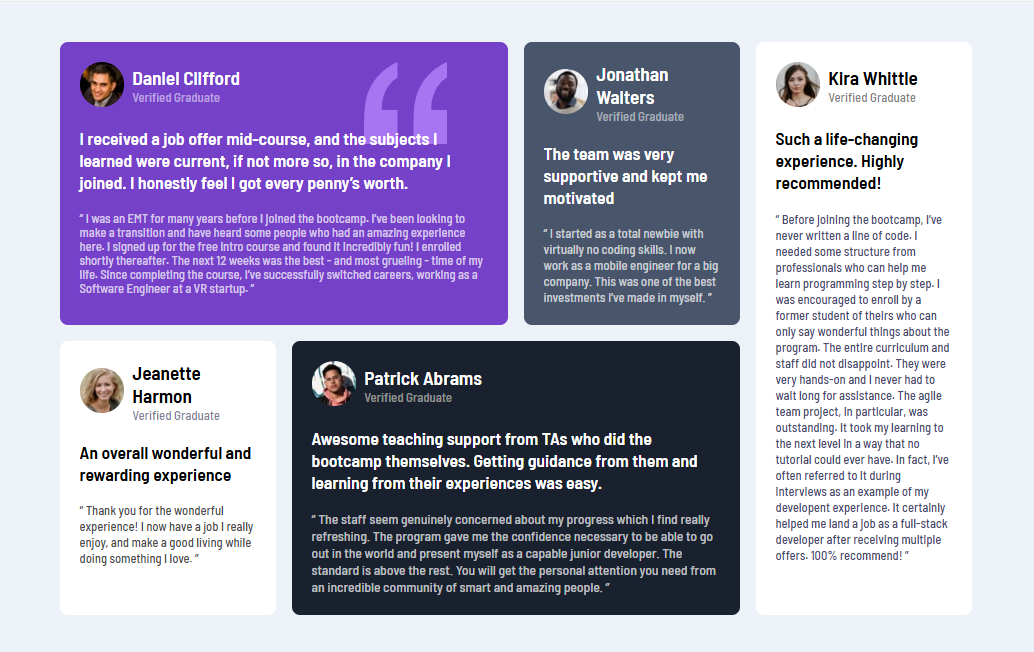 Daniel Clifford
Verified Graduate
I received a job offer mid-course, and the subjects I
learned were current, if not more so, in the company I
joined. I honestly feel I got every penny’s worth.
“ I was an EMT for many years before I joined the bootcamp. I’ve been looking to
make a transition and have heard some people who had an amazing experience
here. I signed up for the free intro course and found it incredibly fun! I enrolled
shortly thereafter. The next 12 weeks was the best - and most grueling - time of my
life. Since completing the course, I’ve successfully switched careers, working as a
Software Engineer at a VR startup. ”
Jonathan
Walters
Verified Graduate
The team was very
supportive and kept me
motivated
“ I started as a total newbie with
virtually no coding skills. I now
work as a mobile engineer for a big
company. This was one of the best
investments I’ve made in myself. ”
Kira Whittle
Verified Graduate
Such a life-changing
experience. Highly
recommended!
“ Before joining the bootcamp, I’ve
never written a line of code. I
needed some structure from
professionals who can help me
learn programming step by step. I
was encouraged to enroll by a
former student of theirs who can
only say wonderful things about the
program. The entire curriculum and
staff did not disappoint. They were
very hands-on and I never had to
wait long for assistance. The agile
team project, in particular, was
outstanding. It took my learning to
the next level in a way that no
tutorial could ever have. In fact, I’ve
often referred to it during
interviews as an example of my
developent experience. It certainly
helped me land a job as a full-stack
developer after receiving multiple
offers. 100% recommend! ”
Jeanette
Harmon
Verified Graduate
An overall wonderful and
rewarding experience
“ Thank you for the wonderful
experience! I now have a job I really
enjoy, and make a good living while
doing something I love. ”
Patrick Abrams
Verified Graduate
Awesome teaching support from TAs who did the
bootcamp themselves. Getting guidance from them and
learning from their experiences was easy.
“ The staff seem genuinely concerned about my progress which I find really
refreshing. The program gave me the confidence necessary to be able to go
out in the world and present myself as a capable junior developer. The
standard is above the rest. You will get the personal attention you need from
an incredible community of smart and amazing people. ”